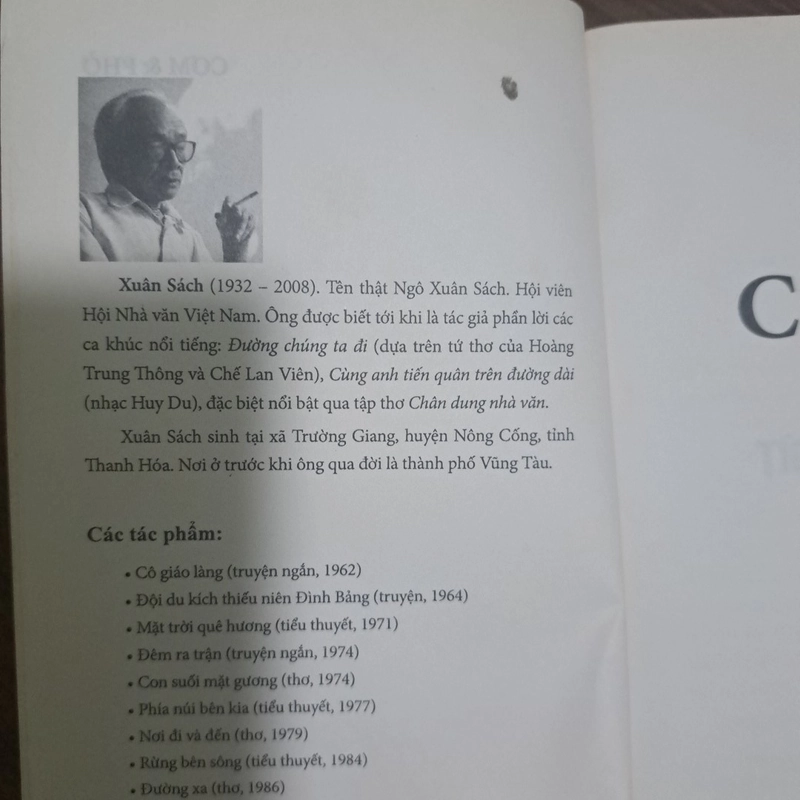 Xuân Sách (1932 – 2008). Tên thật Ngô Xuân Sách. Hội viên
Hội Nhà văn Việt Nam. Ông được biết tới khi là tác giả phần lời các
ca khúc nổi tiếng: Đường chúng ta đi (dựa trên tứ thơ của Hoàng
Trung Thông và Chế Lan Viên), Cùng anh tiến quân trên đường dài
(nhạc Huy Du), đặc biệt nổi bật qua tập thơ Chân dung nhà văn.
Xuân Sách sinh tại xã Trường Giang, huyện Nông Cống, tỉnh
Thanh Hóa. Nơi ở trước khi ông qua đời là thành phố Vũng Tàu.
Các tác phẩm:
• Cô giáo làng (truyện ngắn, 1962)
• Đội du kích thiếu niên Đình Bảng (truyện, 1964)
• Mặt trời quê hương (tiểu thuyết, 1971)
• Đêm ra trận (truyện ngắn, 1974)
• Con suối mặt gương (thơ, 1974)
• Phía núi bên kia (tiểu thuyết, 1977)
• Nơi đi và đến (thơ, 1979)
• Rừng bên sông (tiểu thuyết, 1984)
• Đường xa (thơ, 1986)
C